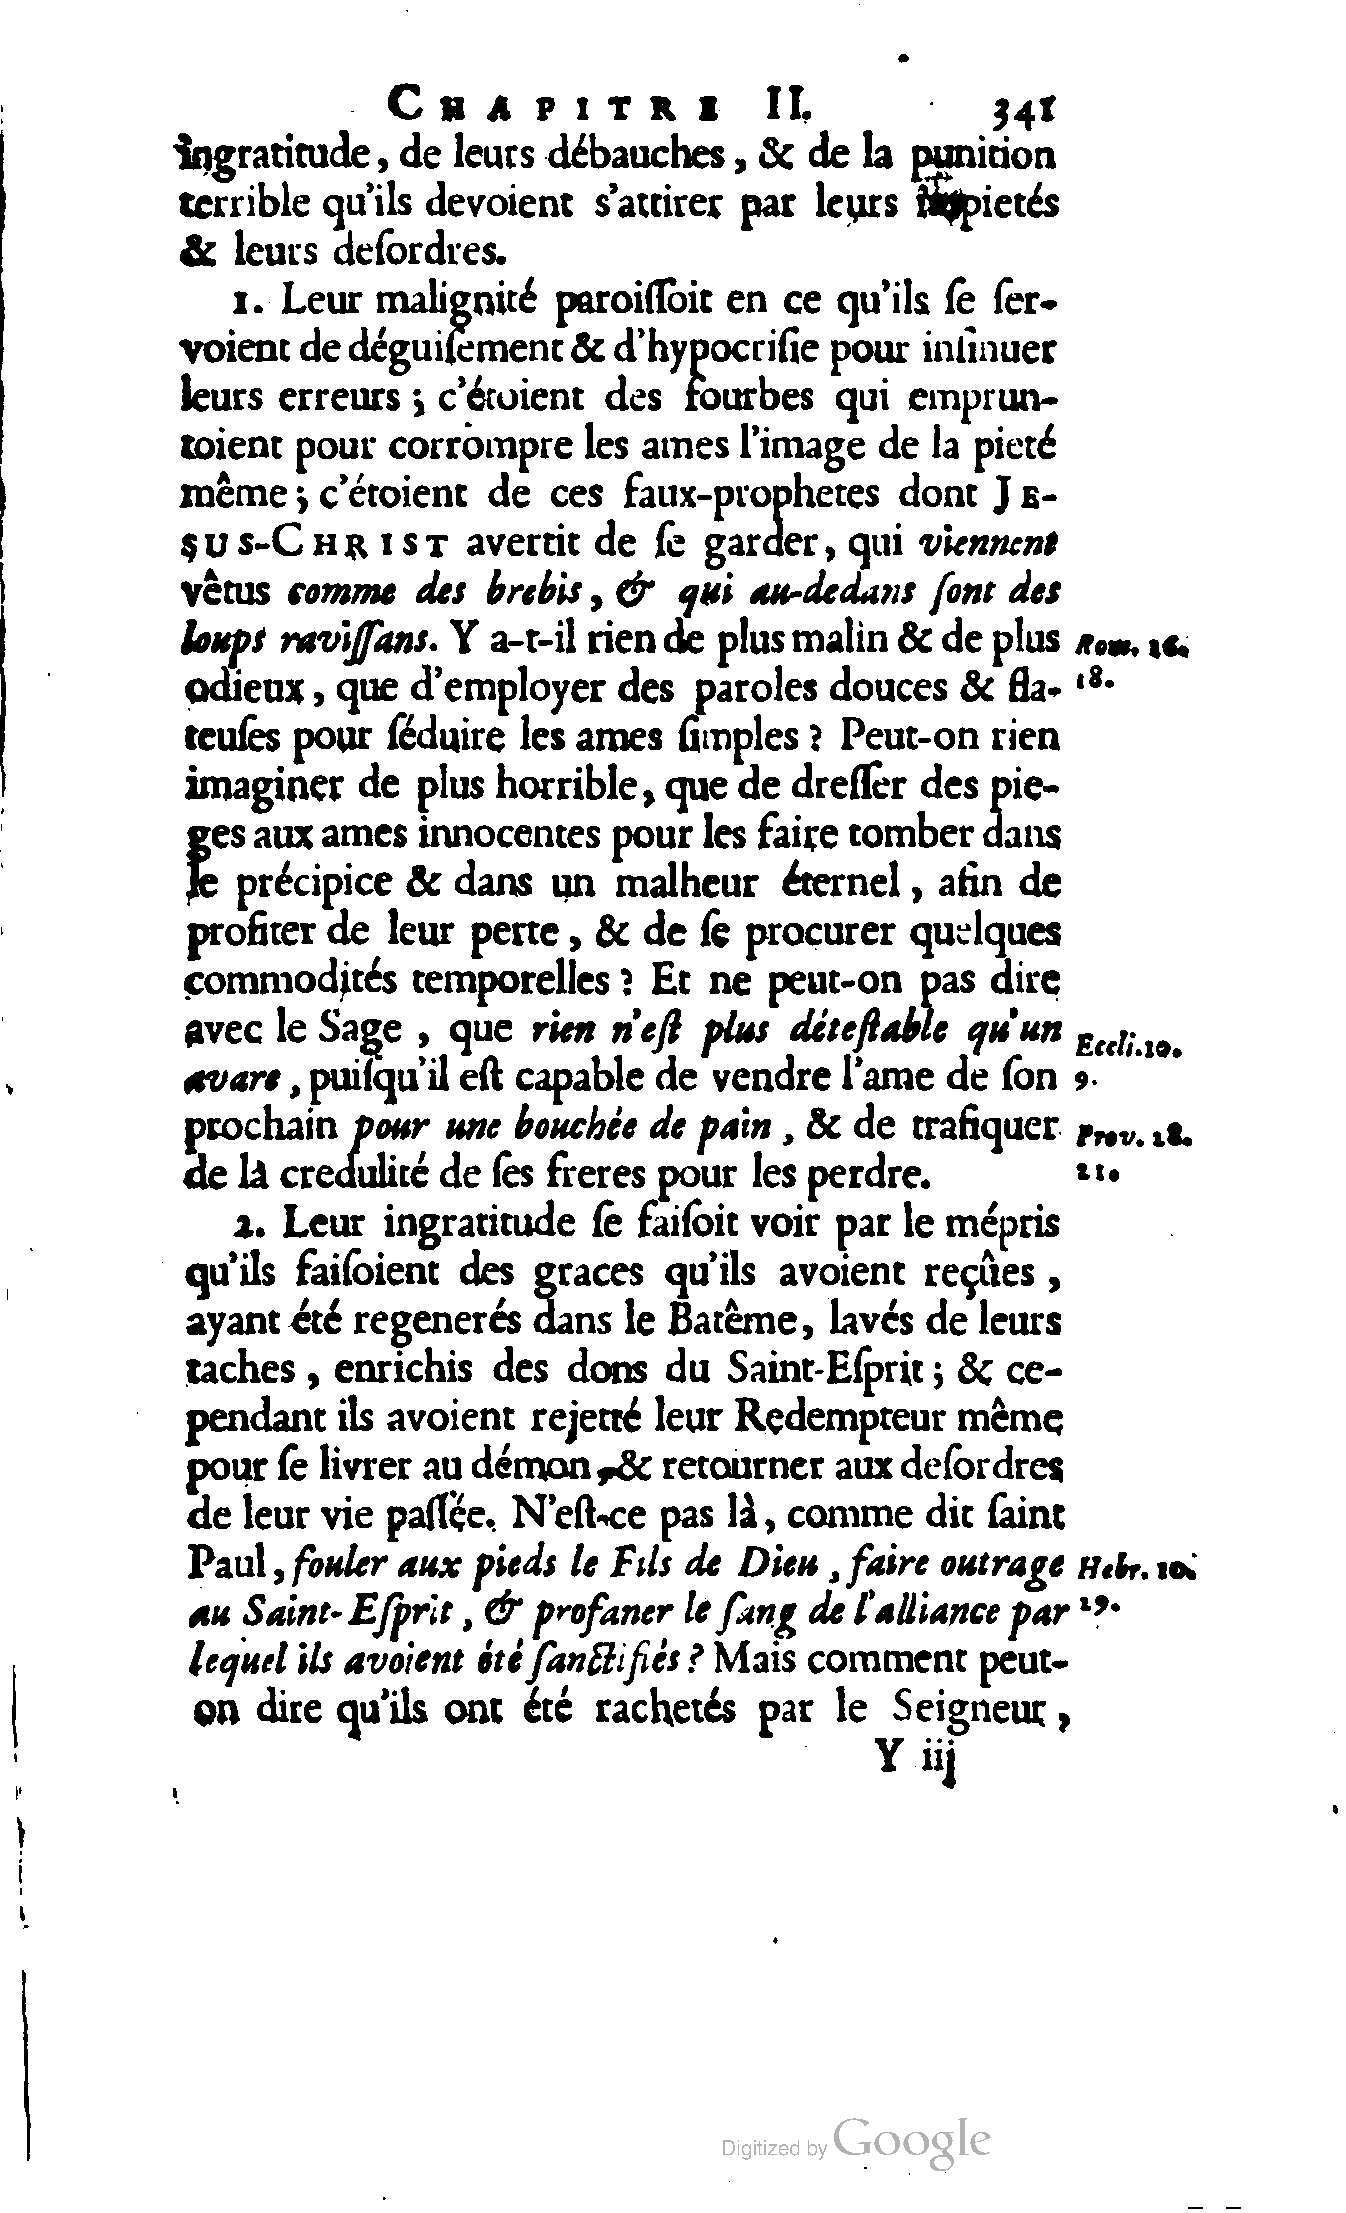 CHAPITRE II. 341
ingratitude, de leurs débauches, & de la punition
terrible qu'ils devoient s'attirer par leurs impietés
& leurs deſordres.
1. Leur malignité paroiſſoit en ce qu'ils ſe ſer-
voient de déguiſement & d'hypocriſie pour inſinuer
leurs erreurs ; c'étoient des fourbes qui emprun-
toient pour corrompre les ames l'image de la pieté
même ; c'étoient de ces faux-prophetes dont JE-
SUS-CHRIST avertit de ſe garder, qui viennent
vêtus comme des brebis, & qui au-dedans ſont des
loups raviſſans. Y a-t-il rien de plus malin & de plus Rom. 16.
odieux, que d'employer des paroles douces & fla- 18.
teuſes pour ſéduire les ames ſimples ? Peut-on rien
imaginer de plus horrible, que de dreſſer des pie-
ges aux ames innocentes pour les faire tomber dans
le précipice & dans un malheur éternel, afin de
profiter de leur perte, & de ſe procurer quelques
commodités temporelles ? Et ne peut-on pas dire
avec le Sage, que rien n'eſt plus déteſtable qu'un Eccli.10.
avare, puiſqu'il eſt capable de vendre l'ame de ſon 9.
prochain pour une bouchée de pain, & de trafiquer Prov. 28.
de la credulité de ſes freres pour les perdre. 21.
2. Leur ingratitude ſe faiſoit voir par le mépris
qu'ils faiſoient des graces qu'ils avoient reçûes,
ayant été regenerés dans le Batême, lavés de leurs
taches, enrichis des dons du Saint-Eſprit ; & ce-
pendant ils avoient rejetté leur Redempteur même
pour ſe livrer au démon, & retourner aux deſordres
de leur vie paſſée. N'eſt-ce pas là, comme dit ſaint
Paul, fouler aux pieds le Fils de Dieu, faire outrage Hebr. 10.
au Saint-Eſprit, & profaner le ſang de l'alliance par 29.
lequel ils avoient été ſanctifiés ? Mais comment peut-
on dire qu'ils ont été rachetés par le Seigneur,
Y iij
Digitized by Google